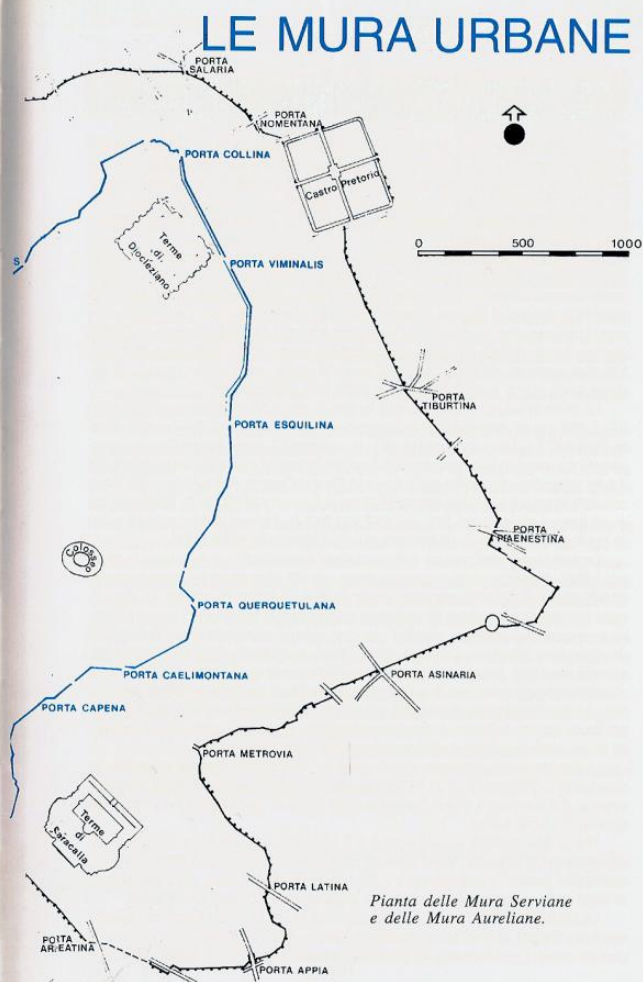 LE MURA URBANE
PORTA
SALARIA
PORTA
NOMENTANA
PORTA COLLINA
Castro Pretorio
0 500 1000
Terme
di
Diocleziano
S
PORTA VIMINALIS
PORTA
TIBURTINA
PORTA ESQUILINA
PORTA
PRAENESTINA
Colosseo
PORTA QUERQUETULANA
PORTA CAELIMONTANA
PORTA ASINARIA
PORTA CAPENA
PORTA METROVIA
Terme
di
Caracalla
PORTA LATINA
Pianta delle Mura Serviane
e delle Mura Aureliane.
PORTA
ARDEATINA
PORTA APPIA